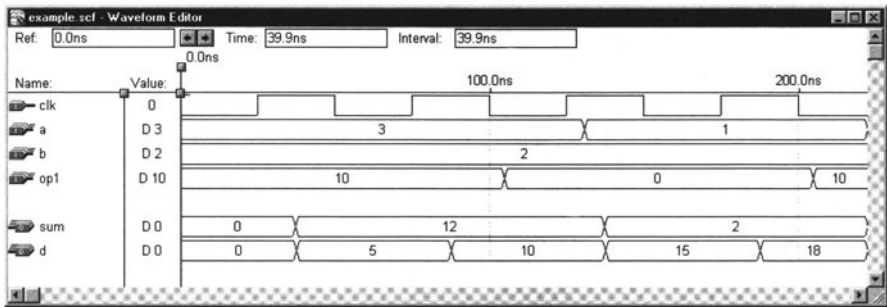 example.scf - Waveform Editor
Ref: 0.0ns Time: 39.9ns Interval: 39.9ns
0.0ns
Name: Value: 100.0ns 200.0ns
clk 0
a D 3 3 1
b D 2 2
op1 D 10 10 0 10
sum D 0 0 12 2
d D 0 0 5 10 15 18